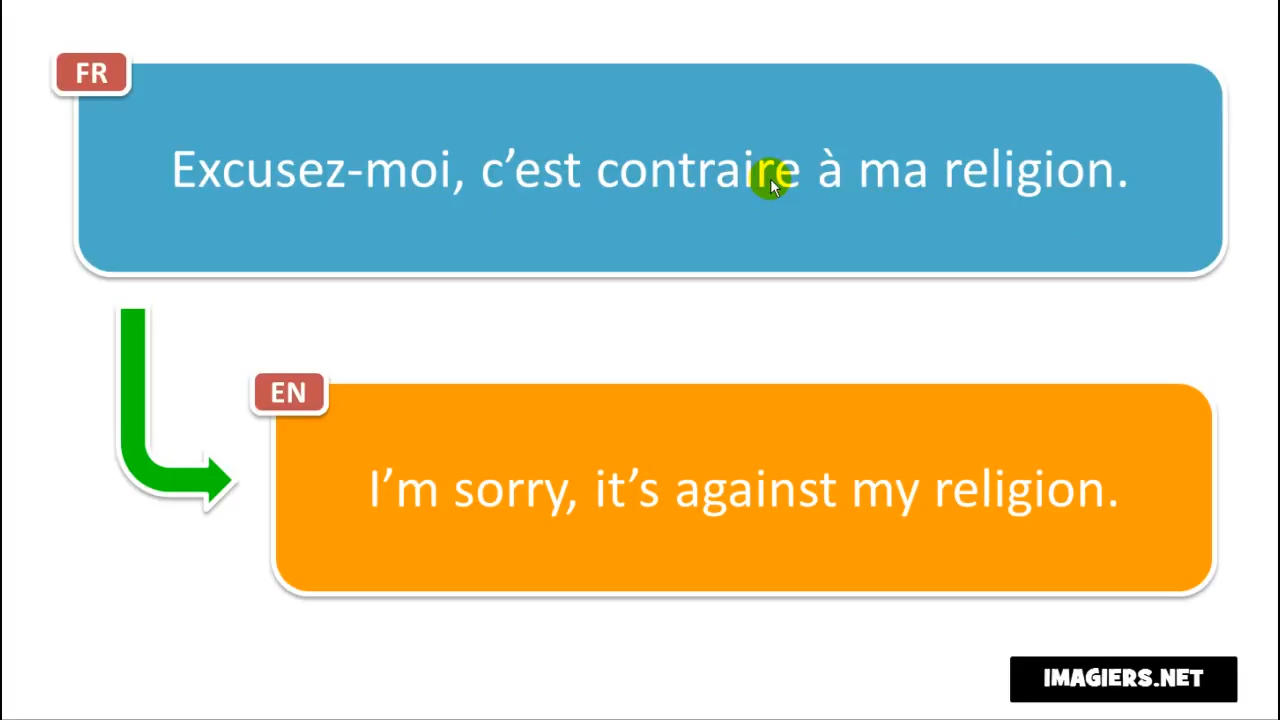 FR
Excusez-moi, c’est contraire à ma religion.
EN
I’m sorry, it’s against my religion.
IMAGIERS.NET